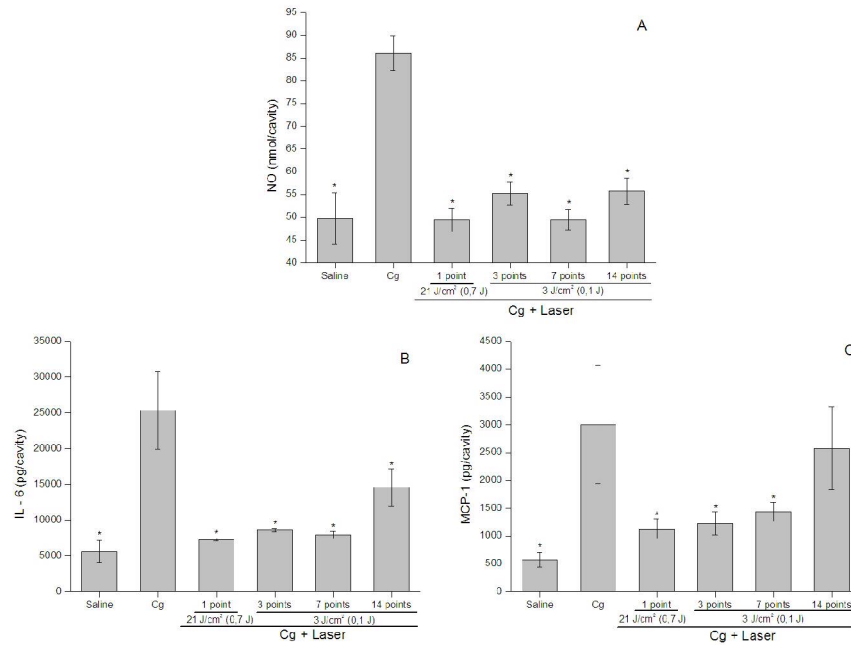 A
NO (nmol/cavity)
95
90
85
80
75
70
65
60
55
50
45
40
* * * * *
Saline Cg 1 point 3 points 7 points 14 points
21 J/cm² (0,7 J) 3 J/cm² (0,1 J)
Cg + Laser
B
IL - 6 (pg/cavity)
35000
30000
25000
20000
15000
10000
5000
0
* * * * *
Saline Cg 1 point 3 points 7 points 14 points
21 J/cm² (0,7 J) 3 J/cm² (0,1 J)
Cg + Laser
C
MCP-1 (pg/cavity)
4500
4000
3500
3000
2500
2000
1500
1000
500
0
* * * *
Saline Cg 1 point 3 points 7 points 14 points
21 J/cm² (0,7 J) 3 J/cm² (0,1 J)
Cg + Laser